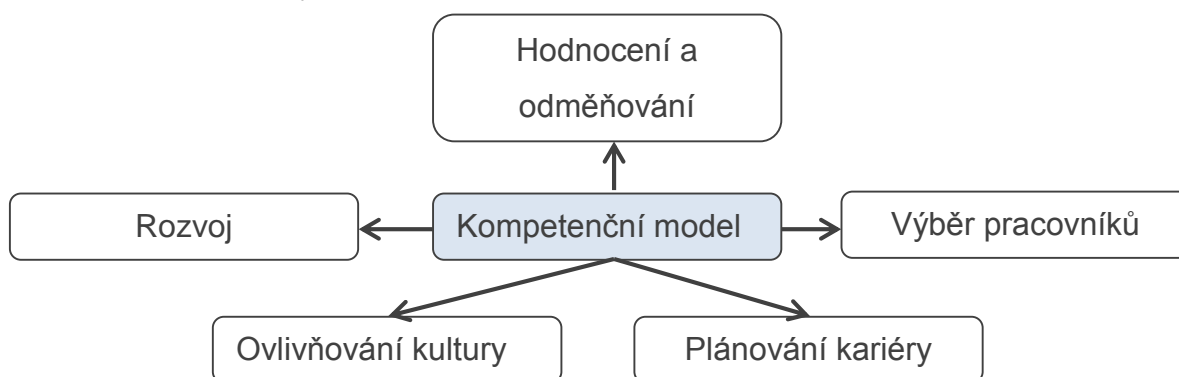 Hodnocení a
odměňování
Rozvoj
Kompetenční model
Výběr pracovníků
Ovlivňování kultury
Plánování kariéry